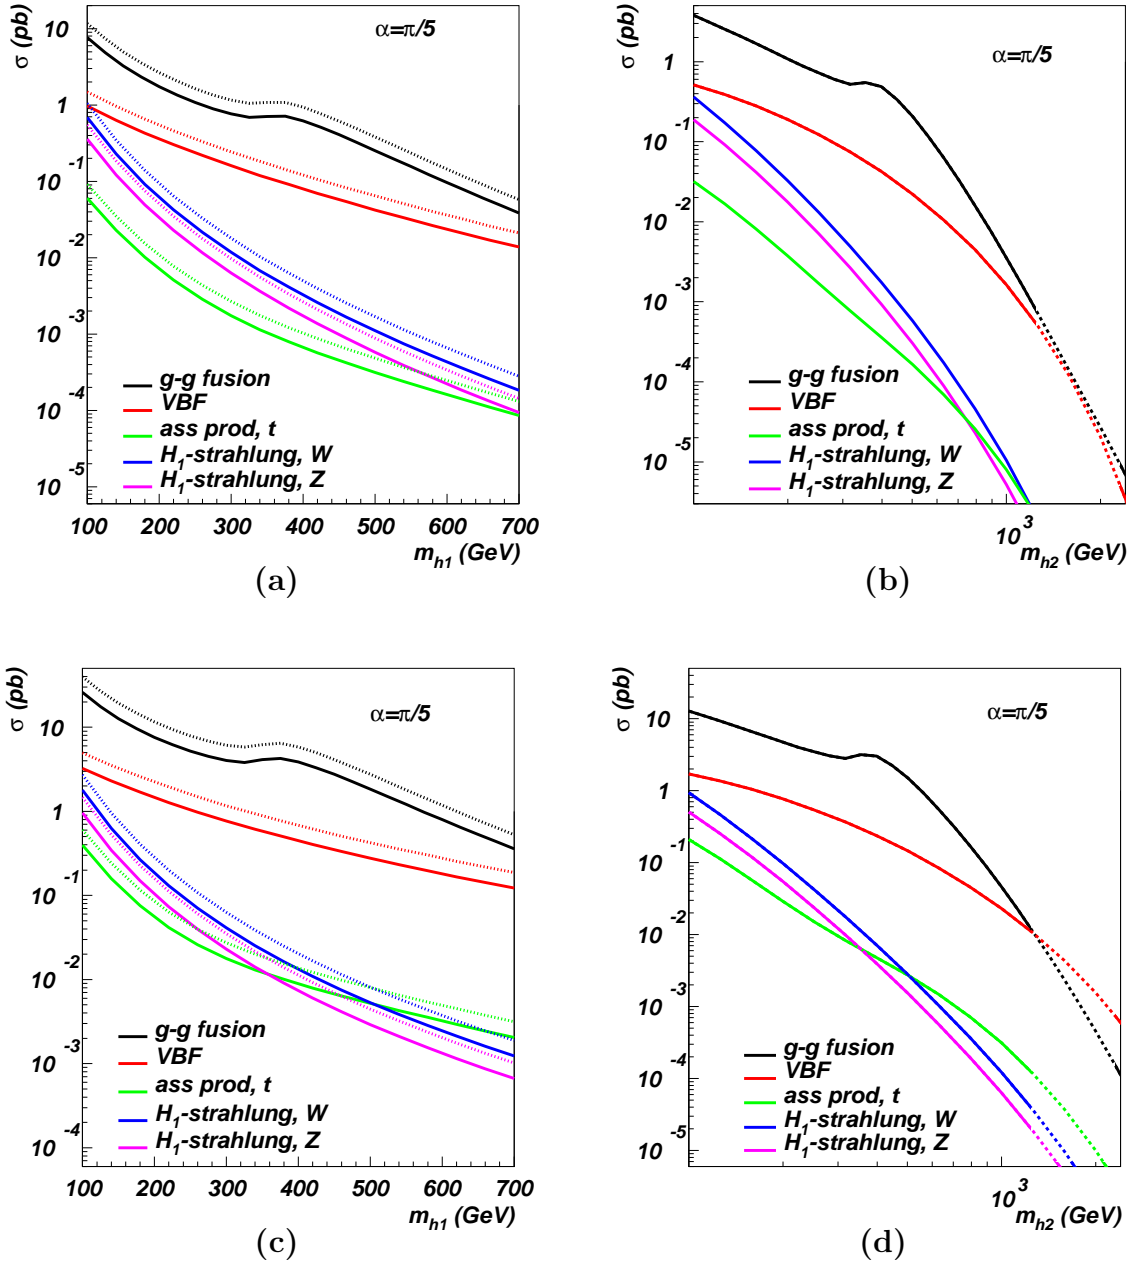 σ (pb)
α=π/5
10
1
10⁻¹
10⁻²
10⁻³
10⁻⁴
10⁻⁵
g-g fusion
VBF
ass prod, t
H₁-strahlung, W
H₁-strahlung, Z
100 200 300 400 500 600 700
m_h1 (GeV)
(a)
σ (pb)
α=π/5
1
10⁻¹
10⁻²
10⁻³
10⁻⁴
10⁻⁵
g-g fusion
VBF
ass prod, t
H₁-strahlung, W
H₁-strahlung, Z
10³
m_h2 (GeV)
(b)
σ (pb)
α=π/5
10
1
10⁻¹
10⁻²
10⁻³
10⁻⁴
g-g fusion
VBF
ass prod, t
H₁-strahlung, W
H₁-strahlung, Z
100 200 300 400 500 600 700
m_h1 (GeV)
(c)
σ (pb)
α=π/5
10
1
10⁻¹
10⁻²
10⁻³
10⁻⁴
10⁻⁵
g-g fusion
VBF
ass prod, t
H₁-strahlung, W
H₁-strahlung, Z
10³
m_h2 (GeV)
(d)